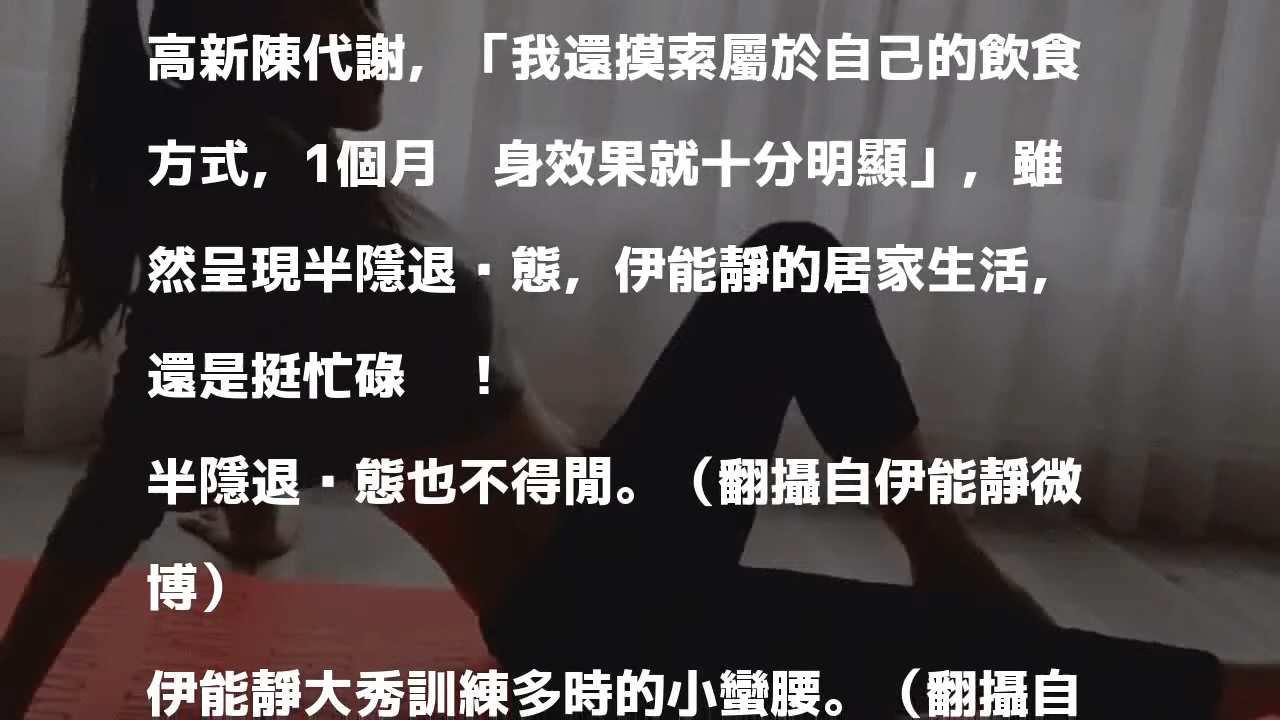 高新陳代謝，「我還摸索屬於自己的飲食
方式，1個月　身效果就十分明顯」，雖
然呈現半隱退▪態，伊能靜的居家生活，
還是挺忙碌　！
半隱退▪態也不得閒。（翻攝自伊能靜微
博）
伊能靜大秀訓練多時的小蠻腰。（翻攝自